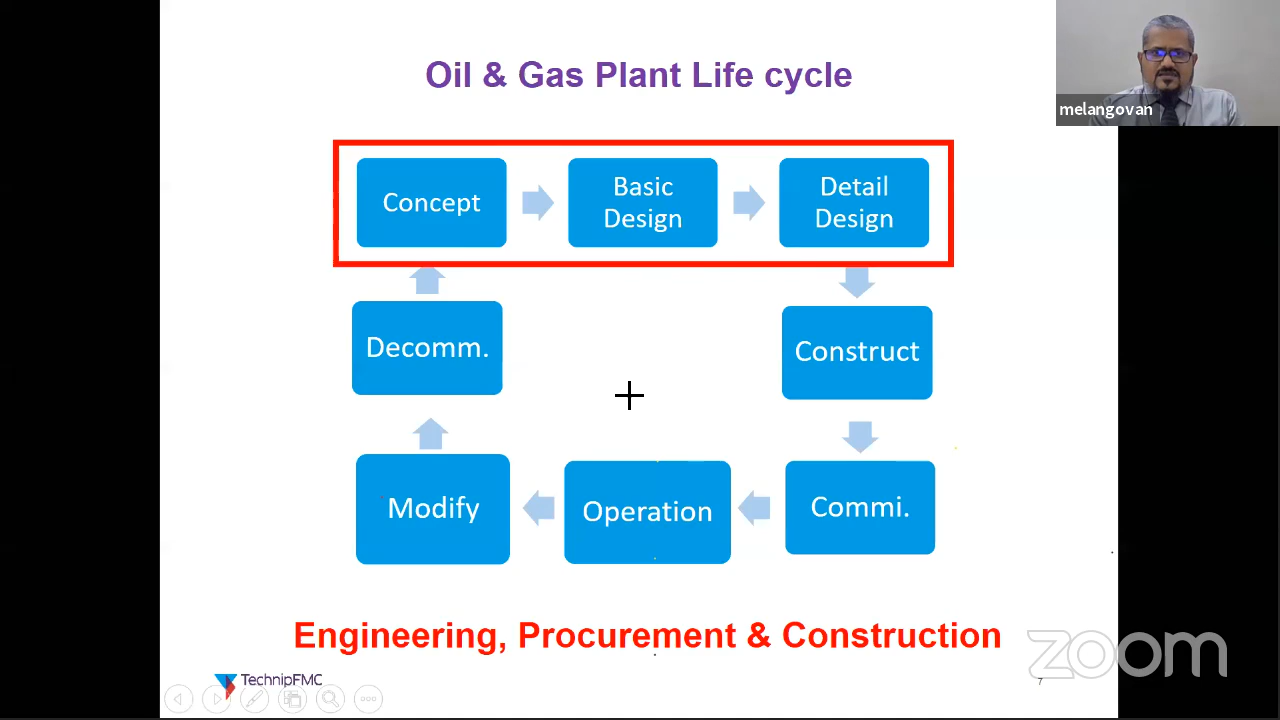 Oil & Gas Plant Life cycle
melangovan
Concept
Basic
Design
Detail
Design
Decomm.
Construct
Modify
Operation
Commi.
Engineering, Procurement & Construction
zoom
TechnipFMC
7